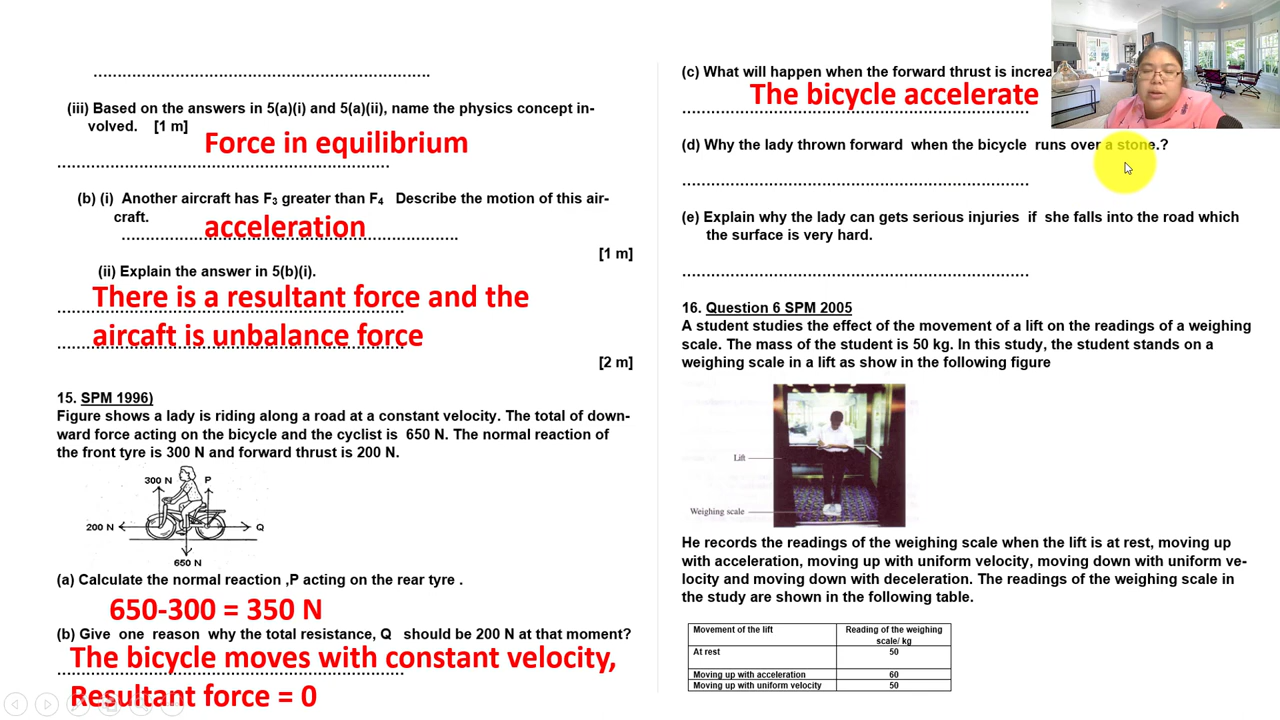 (iii) Based on the answers in 5(a)(i) and 5(a)(ii), name the physics concept in-
volved. [1 m]
Force in equilibrium
(b) (i) Another aircraft has F3 greater than F4 Describe the motion of this air-
craft.
acceleration
[1 m]
(ii) Explain the answer in 5(b)(i).
There is a resultant force and the
aircaft is unbalance force
[2 m]
15. SPM 1996)
Figure shows a lady is riding along a road at a constant velocity. The total of down-
ward force acting on the bicycle and the cyclist is 650 N. The normal reaction of
the front tyre is 300 N and forward thrust is 200 N.
300 N
P
200 N
Q
650 N
(a) Calculate the normal reaction ,P acting on the rear tyre .
650-300 = 350 N
(b) Give one reason why the total resistance, Q should be 200 N at that moment?
The bicycle moves with constant velocity,
Resultant force = 0
(c) What will happen when the forward thrust is increa
The bicycle accelerate
(d) Why the lady thrown forward when the bicycle runs over a stone.?
(e) Explain why the lady can gets serious injuries if she falls into the road which
the surface is very hard.
16. Question 6 SPM 2005
A student studies the effect of the movement of a lift on the readings of a weighing
scale. The mass of the student is 50 kg. In this study, the student stands on a
weighing scale in a lift as show in the following figure
Lift
Weighing scale
He records the readings of the weighing scale when the lift is at rest, moving up
with acceleration, moving up with uniform velocity, moving down with uniform ve-
locity and moving down with deceleration. The readings of the weighing scale in
the study are shown in the following table.
Movement of the lift
Reading of the weighing
scale/ kg
At rest
50
Moving up with acceleration
60
Moving up with uniform velocity
50